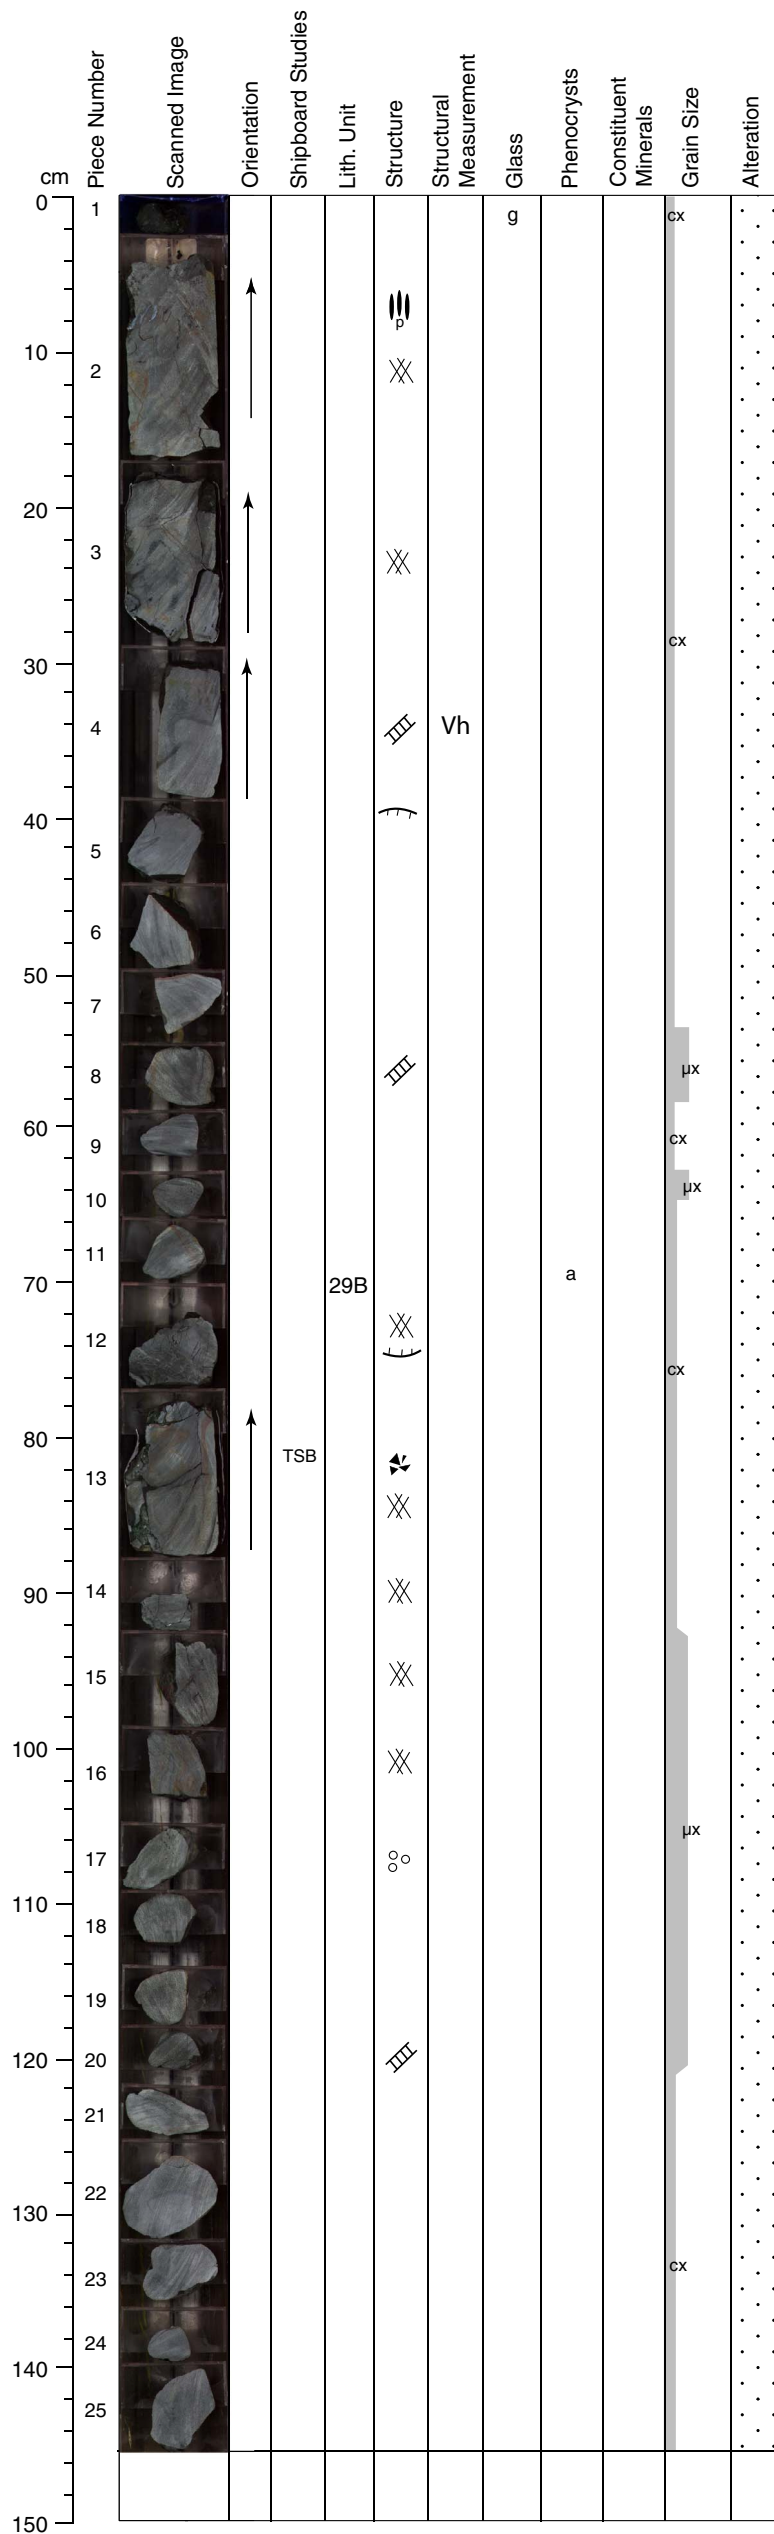 cm
Piece Number
Scanned Image
Orientation
Shipboard Studies
Lith. Unit
Structure
Structural
Measurement
Glass
Phenocrysts
Constituent
Minerals
Grain Size
Alteration
0
1
g
cx
p
10
2
20
3
30
cx
4
Vh
40
5
6
50
7
8
µx
60
9
cx
10
µx
11
70
29B
a
12
cx
80
TSB
13
90
14
15
100
16
17
µx
110
18
19
120
20
21
22
130
23
cx
24
140
25
150